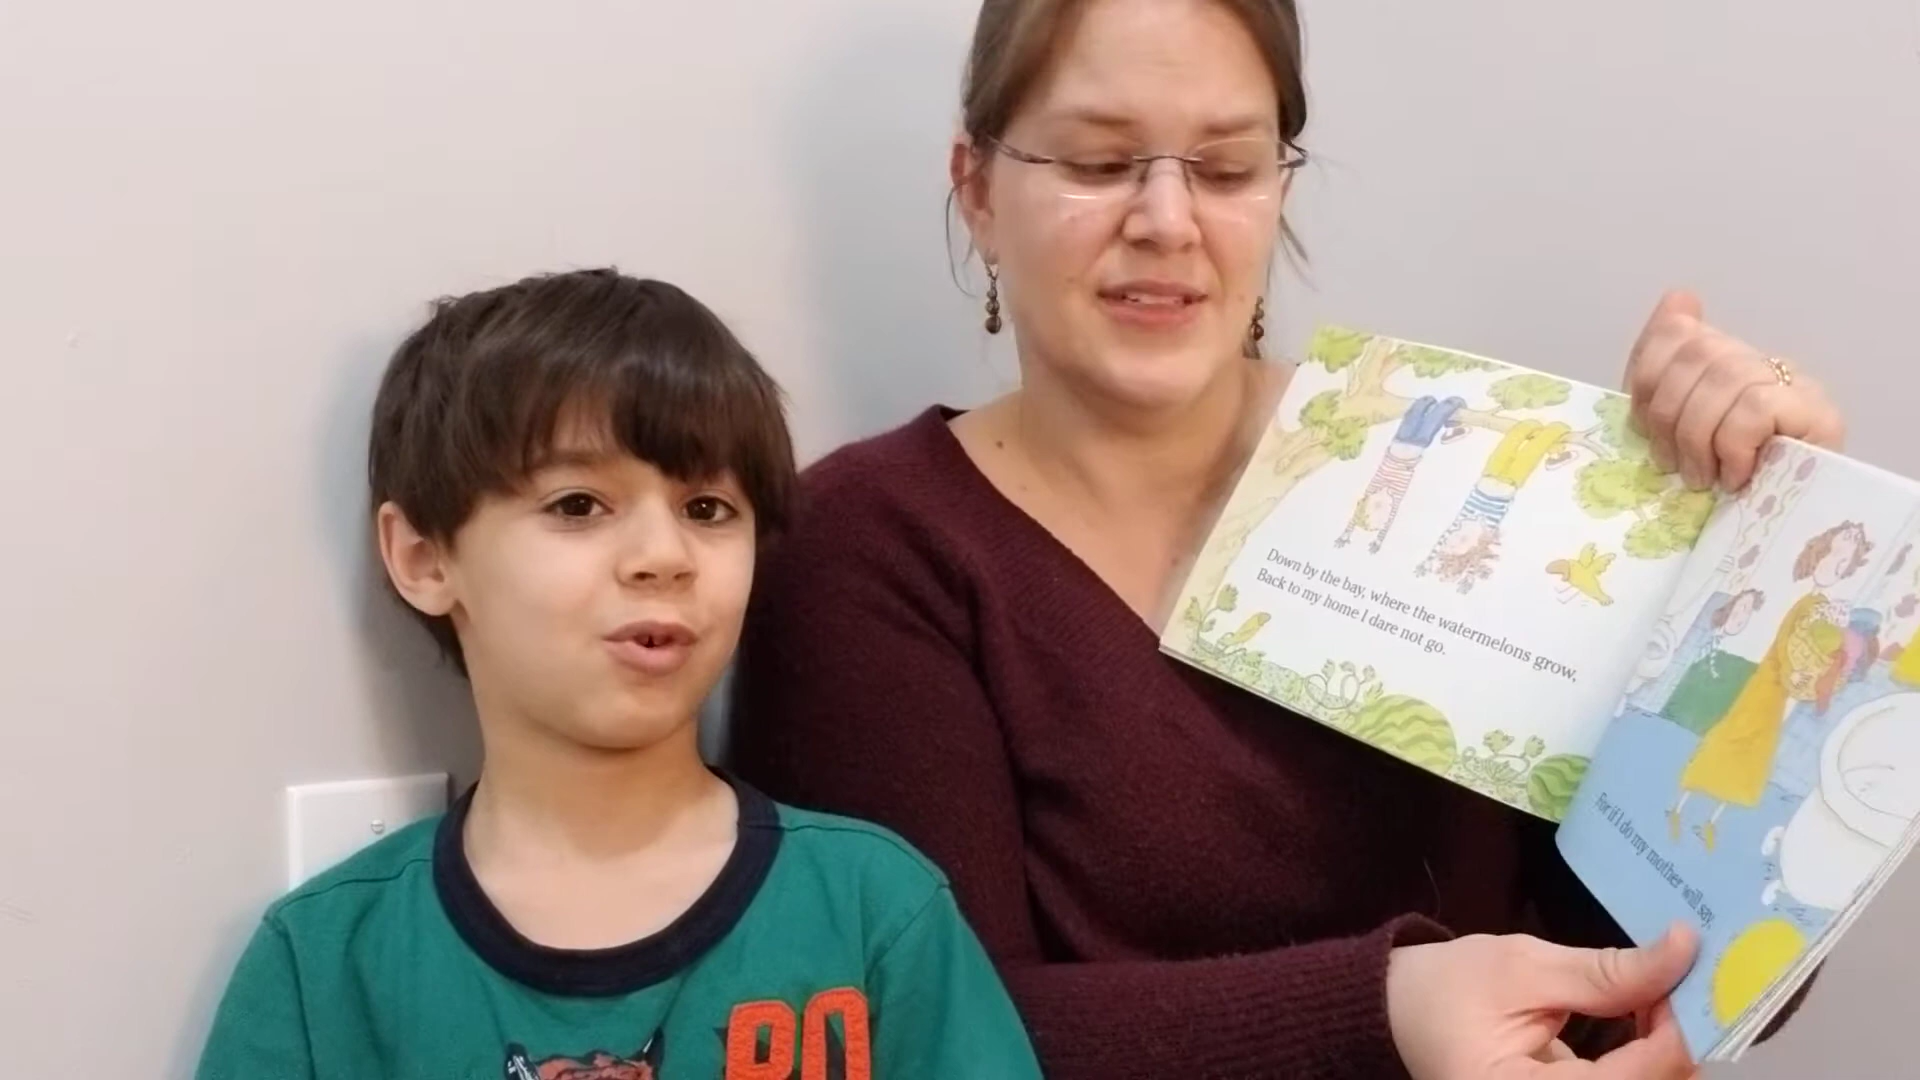 Down by the bay, where the watermelons grow,
Back to my home I dare not go.
For if I do my mother will say,